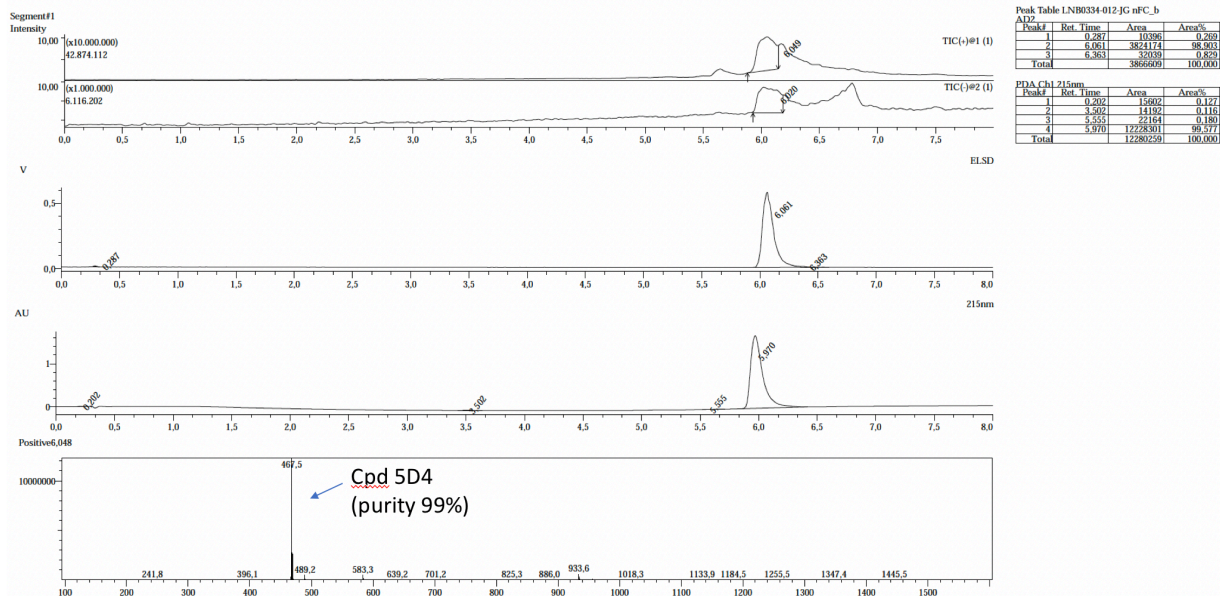 Segment#1
Intensity
10,00 (x10.000.000) TIC(+)@1 (1)
42.874.112
6,049
10,00 (x1.000.000) TIC(-)@2 (1)
6.116.202
6,020
0,0 0,5 1,0 1,5 2,0 2,5 3,0 3,5 4,0 4,5 5,0 5,5 6,0 6,5 7,0 7,5
V ELSD
0,5
0,0
0,287 6,061 6,363
0,0 0,5 1,0 1,5 2,0 2,5 3,0 3,5 4,0 4,5 5,0 5,5 6,0 6,5 7,0 7,5 8,0
AU 215nm
1
0
0,202 3,502 5,555 5,970
0,0 0,5 1,0 1,5 2,0 2,5 3,0 3,5 4,0 4,5 5,0 5,5 6,0 6,5 7,0 7,5 8,0
Positive6,048
10000000
467,5
Cpd 5D4
(purity 99%)
241,8 396,1 489,2 583,3 639,2 701,2 825,3 886,0 933,6 1018,3 1133,9 1184,5 1255,5 1347,4 1445,5
100 200 300 400 500 600 700 800 900 1000 1100 1200 1300 1400 1500
Peak Table LNB0334-012-JG nFC_b
AD2
Peak# Ret. Time Area Area%
1 0,287 10396 0,269
2 6,061 3824174 98,903
3 6,363 32039 0,829
Total 3866609 100,000
PDA Ch1 215nm
Peak# Ret. Time Area Area%
1 0,202 15602 0,127
2 3,502 14192 0,116
3 5,555 22164 0,180
4 5,970 12228301 99,577
Total 12280259 100,000